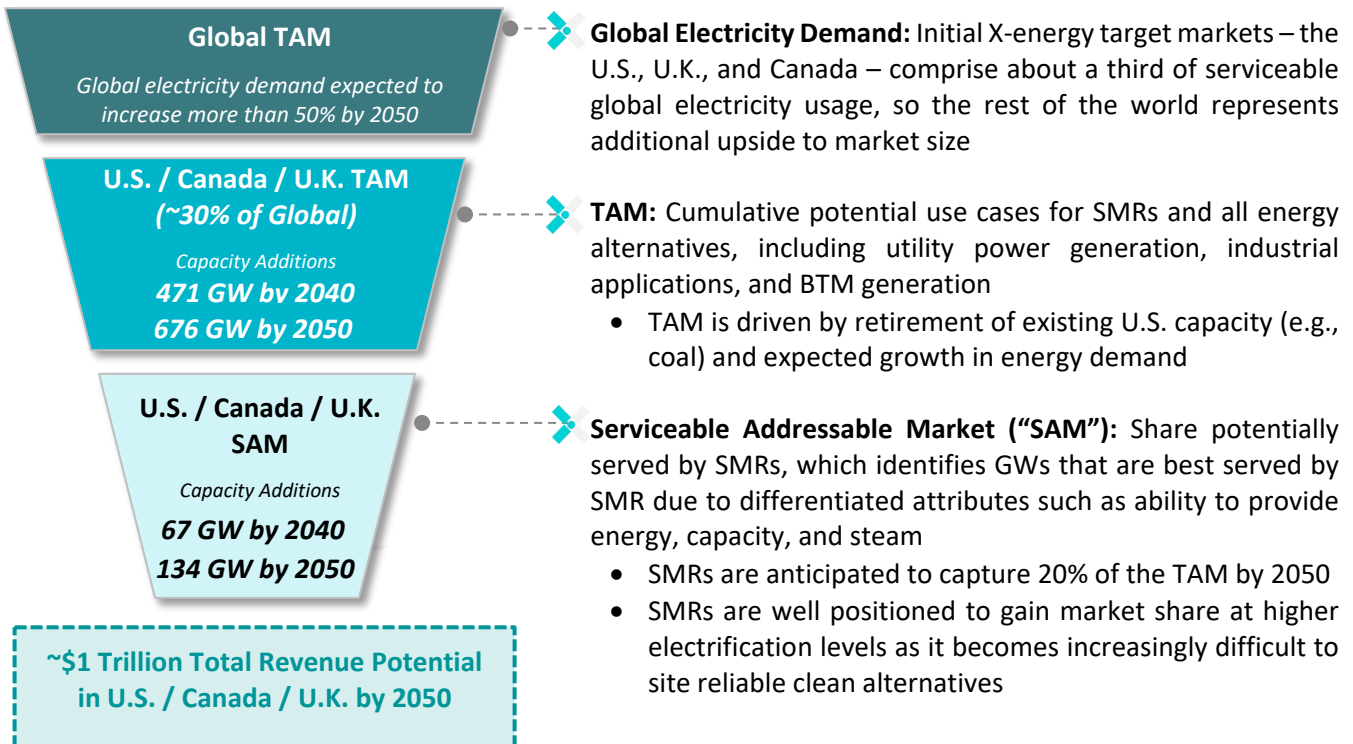 Global TAM
Global electricity demand expected to
increase more than 50% by 2050
Global Electricity Demand: Initial X-energy target markets – the
U.S., U.K., and Canada – comprise about a third of serviceable
global electricity usage, so the rest of the world represents
additional upside to market size
U.S. / Canada / U.K. TAM
(~30% of Global)
Capacity Additions
471 GW by 2040
676 GW by 2050
TAM: Cumulative potential use cases for SMRs and all energy
alternatives, including utility power generation, industrial
applications, and BTM generation
• TAM is driven by retirement of existing U.S. capacity (e.g.,
coal) and expected growth in energy demand
U.S. / Canada / U.K.
SAM
Capacity Additions
67 GW by 2040
134 GW by 2050
Serviceable Addressable Market (“SAM”): Share potentially
served by SMRs, which identifies GWs that are best served by
SMR due to differentiated attributes such as ability to provide
energy, capacity, and steam
• SMRs are anticipated to capture 20% of the TAM by 2050
• SMRs are well positioned to gain market share at higher
electrification levels as it becomes increasingly difficult to
site reliable clean alternatives
~$1 Trillion Total Revenue Potential
in U.S. / Canada / U.K. by 2050